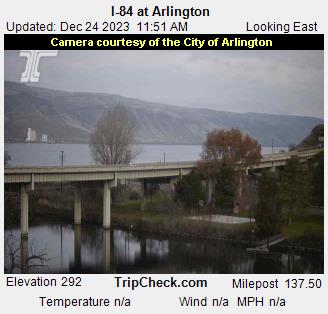 I-84 at Arlington
Updated: Dec 24 2023 11:51 AM Looking East
Camera courtesy of the City of Arlington
Elevation 292 TripCheck.com Milepost 137.50
Temperature n/a Wind n/a MPH n/a